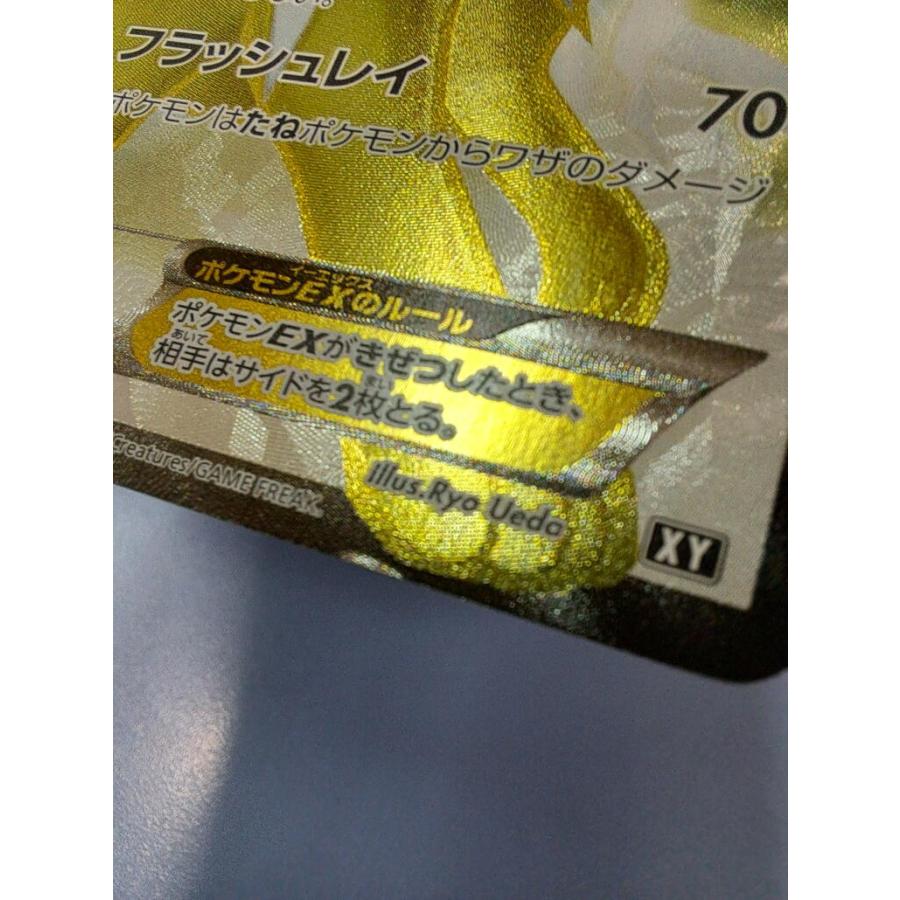 フラッシュレイ 70
ポケモンはたねポケモンからワザのダメージ
イーエックス
ポケモンEXのルール
ポケモンEXがきぜつしたとき、
あいて まい
相手はサイドを2枚とる。
Creatures/GAME FREAK.
Illus.Ryo Ueda
XY